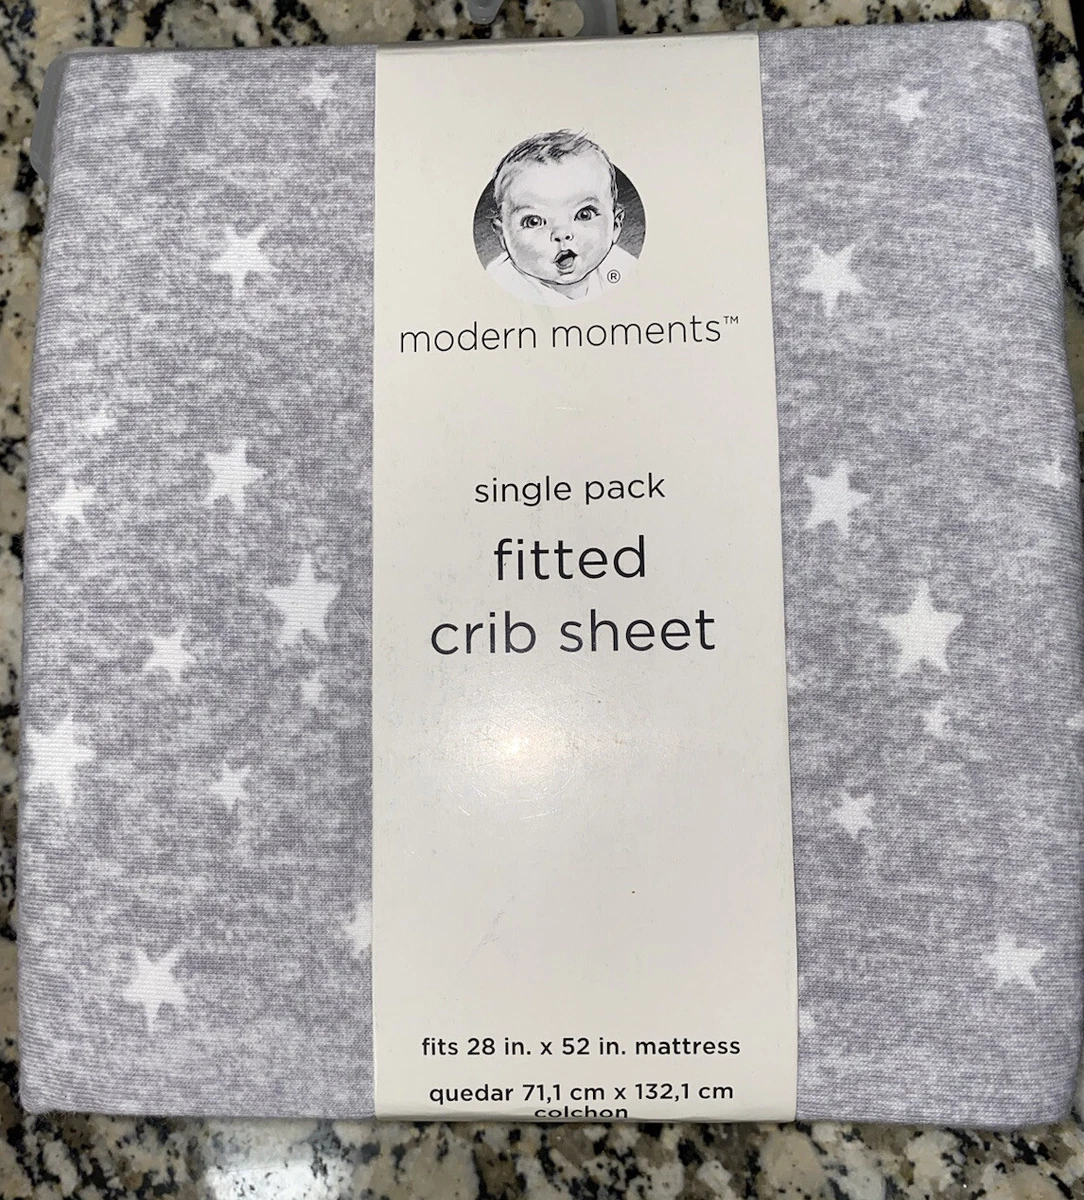 ®
modern moments™
single pack
fitted
crib sheet
fits 28 in. x 52 in. mattress
quedar 71,1 cm x 132,1 cm
colchon